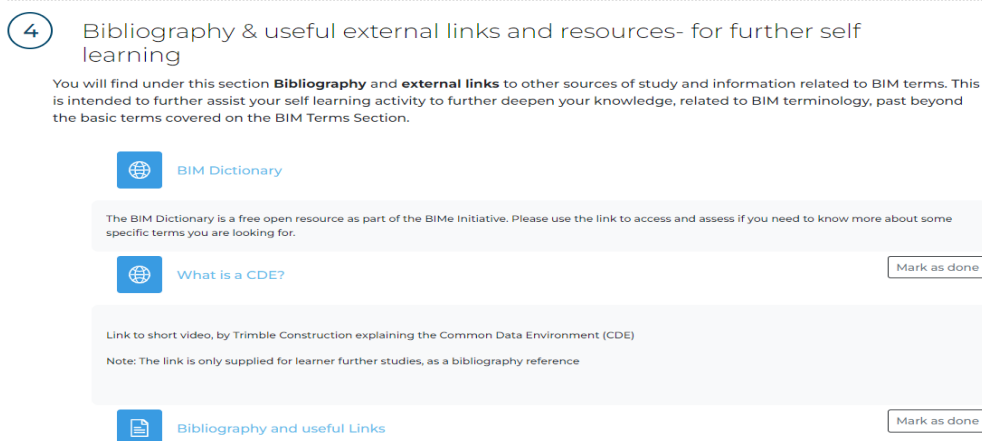 4
Bibliography & useful external links and resources- for further self
learning
You will find under this section Bibliography and external links to other sources of study and information related to BIM terms. This
is intended to further assist your self learning activity to further deepen your knowledge, related to BIM terminology, past beyond
the basic terms covered on the BIM Terms Section.
BIM Dictionary
The BIM Dictionary is a free open resource as part of the BIMe Initiative. Please use the link to access and assess if you need to know more about some
specific terms you are looking for.
What is a CDE?
Mark as done
Link to short video, by Trimble Construction explaining the Common Data Environment (CDE)
Note: The link is only supplied for learner further studies, as a bibliography reference
Bibliography and useful Links
Mark as done